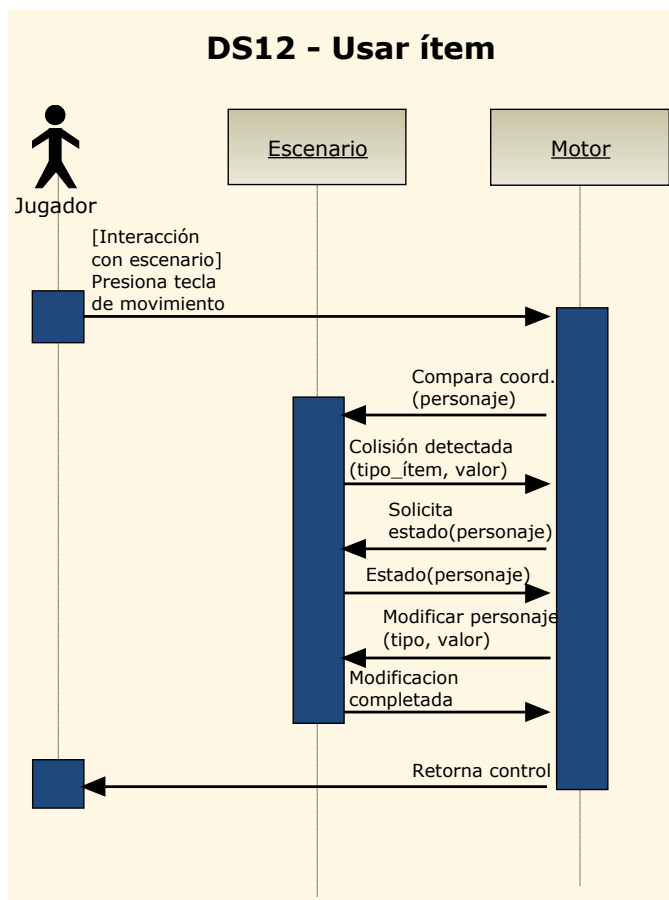 DS12 - Usar ítem
Escenario
Motor
Jugador
[Interacción
con escenario]
Presiona tecla
de movimiento
Compara coord.
(personaje)
Colisión detectada
(tipo_ítem, valor)
Solicita
estado(personaje)
Estado(personaje)
Modificar personaje
(tipo, valor)
Modificacion
completada
Retorna control